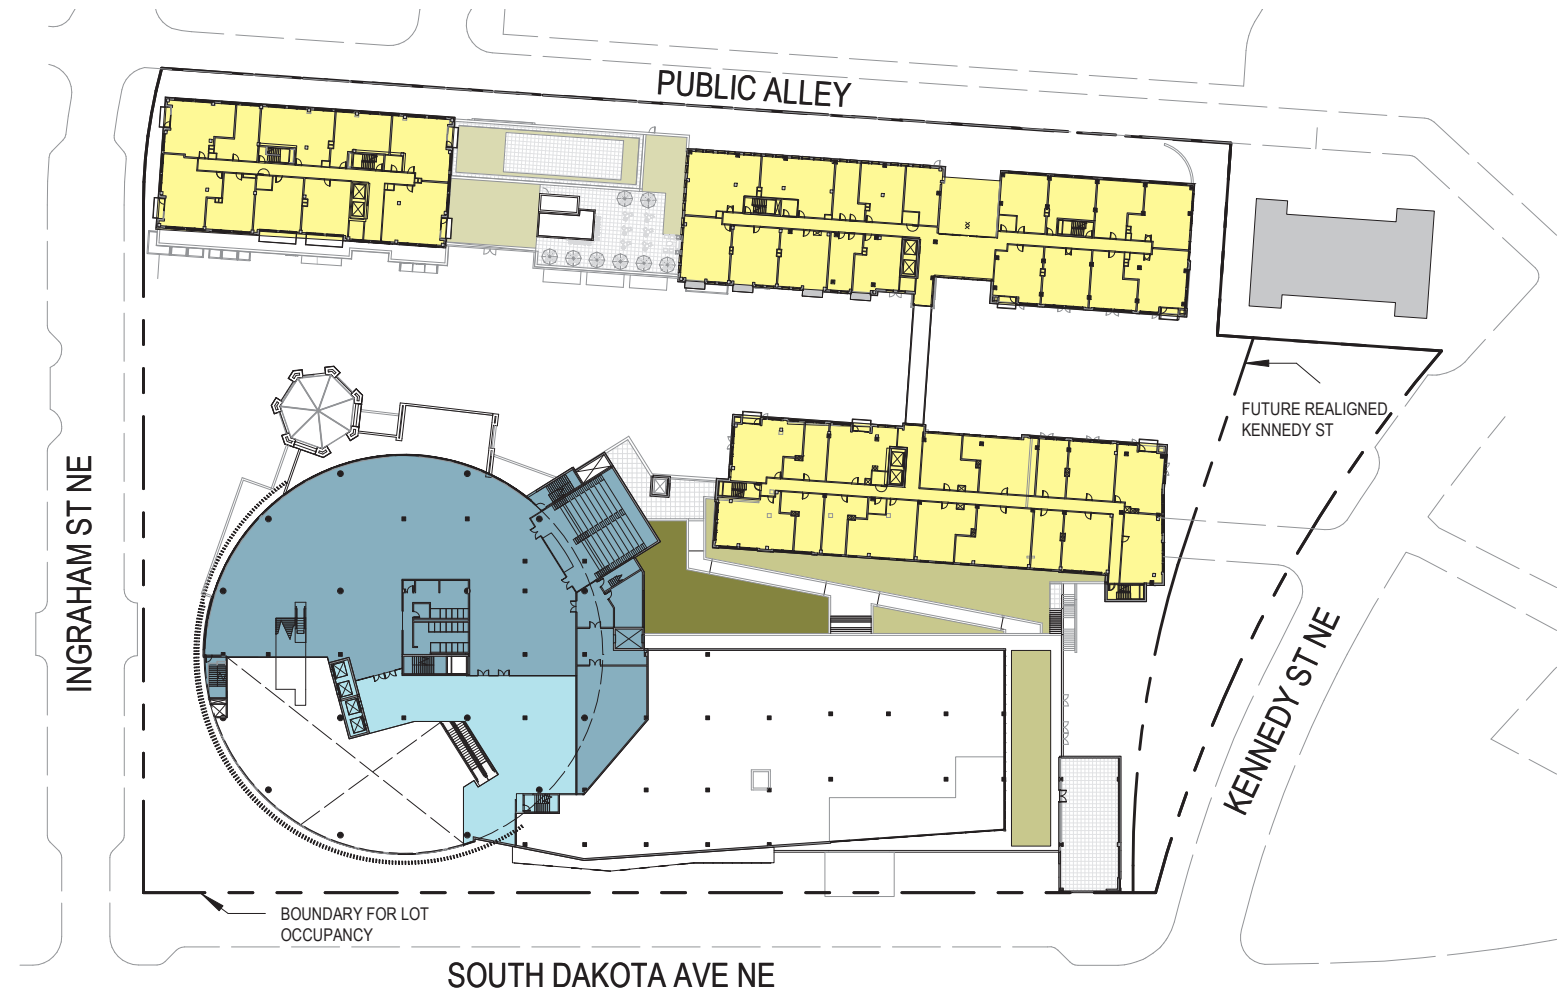 PUBLIC ALLEY
FUTURE REALIGNED
KENNEDY ST
INGRAHAM ST NE
KENNEDY ST NE
BOUNDARY FOR LOT
OCCUPANCY
SOUTH DAKOTA AVE NE